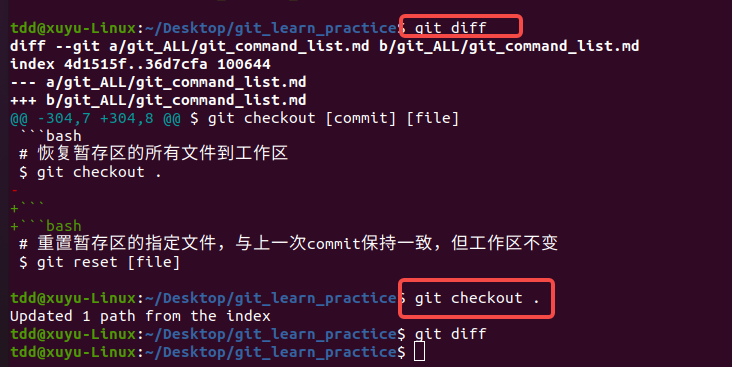 tdd@xuyu-Linux:~/Desktop/git_learn_practice$ git diff
diff --git a/git_ALL/git_command_list.md b/git_ALL/git_command_list.md
index 4d1515f..36d7cfa 100644
--- a/git_ALL/git_command_list.md
+++ b/git_ALL/git_command_list.md
@@ -304,7 +304,8 @@ $ git checkout [commit] [file]
 ```bash
 # 恢复暂存区的所有文件到工作区
 $ git checkout .
-
+```
+```bash
 # 重置暂存区的指定文件，与上一次commit保持一致，但工作区不变
 $ git reset [file]
tdd@xuyu-Linux:~/Desktop/git_learn_practice$ git checkout .
Updated 1 path from the index
tdd@xuyu-Linux:~/Desktop/git_learn_practice$ git diff
tdd@xuyu-Linux:~/Desktop/git_learn_practice$